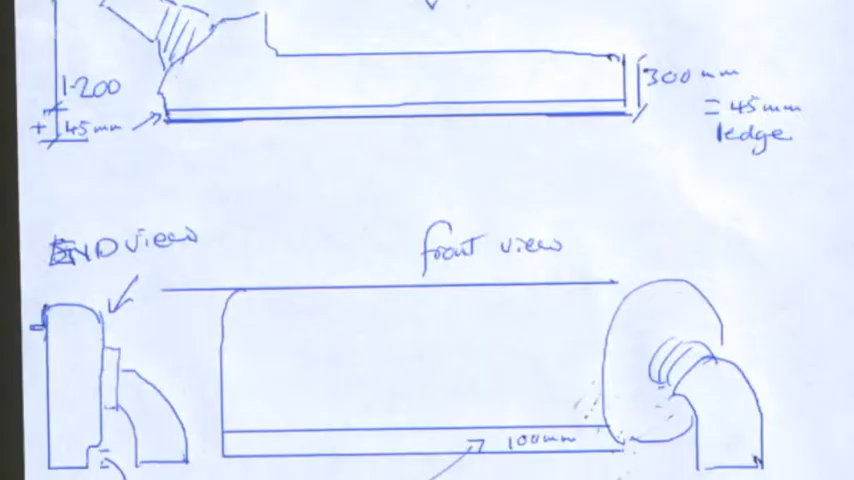 1-200
+ 45mm
300mm
= 45mm
ledge
END view
front view
100mm